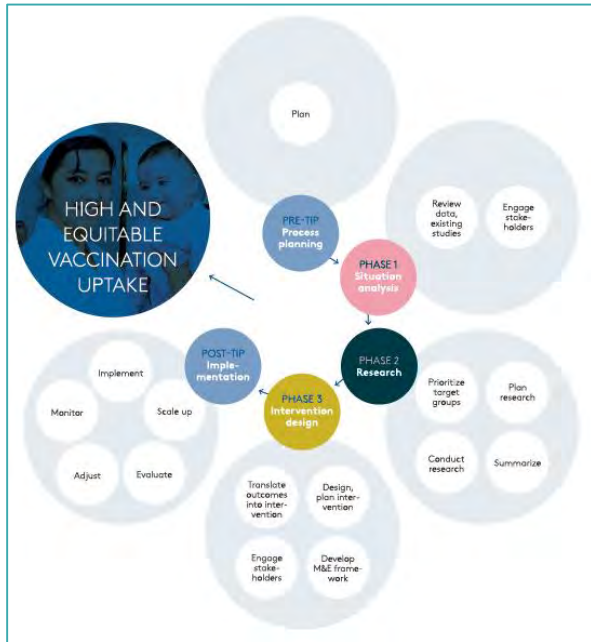 Plan
HIGH AND
EQUITABLE
VACCINATION
UPTAKE
PRE-TIP
Process
planning
Review
data,
existing
studies
Engage
stake-
holders
PHASE 1
Situation
analysis
PHASE 2
Research
Prioritize
target
groups
Plan
research
Conduct
research
Summarize
PHASE 3
Intervention
design
Translate
outcomes
into inter-
vention
Design,
plan inter-
vention
Engage
stake-
holders
Develop
M&E frame-
work
POST-TIP
Imple-
mentation
Implement
Monitor
Scale up
Adjust
Evaluate